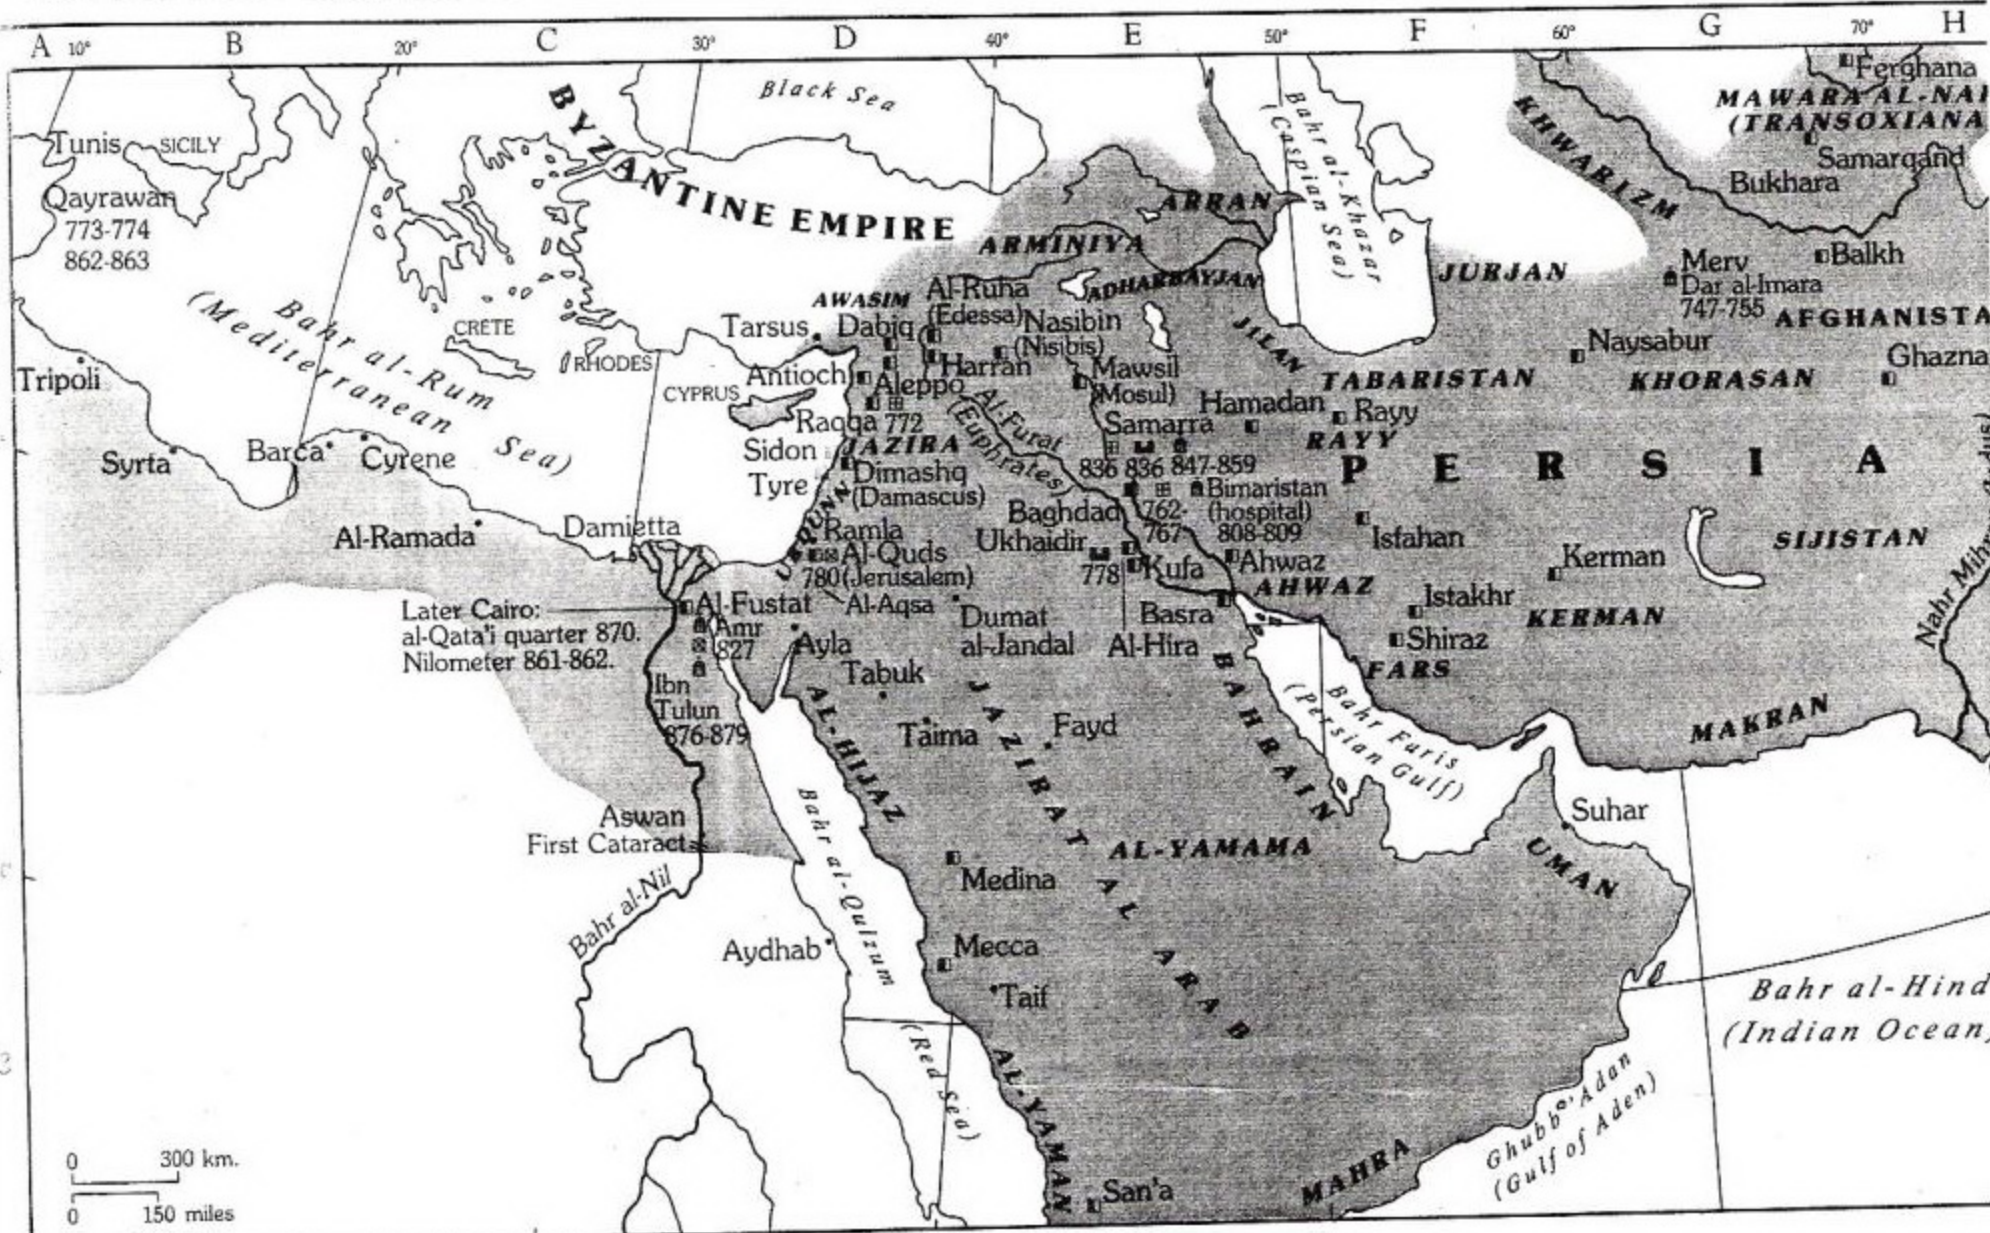 A 10° B 20° C 30° D 40° E 50° F 60° G 70° H
Black Sea
BYZANTINE EMPIRE
Bahr al-Khazar
(Caspian Sea)
KHWARIZM
Ferghana
MAWARA AL-NA
(TRANSOXIANA
Samarqand
Bukhara
Tunis
SICILY
Qayrawan
773-774
862-863
ARRAN
ARMINIYA
ADHARBAYJAN
JURJAN
Merv
Dar al-Imara
747-755
Balkh
AFGHANISTA
Bahr al-Rum
(Mediterranean Sea)
CRETE
RHODES
CYPRUS
AWASIM
Tarsus
Dabiq
Al-Ruha
(Edessa)
Nasibin
(Nisibis)
Harran
Antioch
Aleppo
Mawsil
(Mosul)
JILAN
TABARISTAN
Naysabur
KHORASAN
Ghazna
Tripoli
Syrta
Barca
Cyrene
Raqqa 772
JAZIRA
Al-Furat
(Euphrates)
Samarra
836 836 847-859
Hamadan
Rayy
RAYY
PERSIA
Sidon
Tyre
Dimashq
(Damascus)
URDUNN
Ramla
Al-Quds
780 (Jerusalem)
Al-Aqsa
Baghdad
762-
767
Bimaristan
(hospital)
808-809
Ukhaidir
778
Kufa
Ahwaz
AHWAZ
Basra
Al-Hira
Isfahan
Kerman
SIJISTAN
Istakhr
KERMAN
Shiraz
FARS
Nahr Mihr
Al-Ramada
Damietta
Later Cairo:
al-Qata'i quarter 870.
Nilometer 861-862.
Al-Fustat
Amr
827
Ibn
Tulun
876-879
Ayla
Tabuk
Dumat
al-Jandal
Taima
Fayd
AL-HIJAZ
JAZIRAT AL ARAB
BAHRAIN
Bahr Faris
(Persian Gulf)
MAKRAN
Suhar
UMAN
AL-YAMAMA
Aswan
First Cataract
Bahr al-Nil
Aydhab
Bahr al-Qulzum
(Red Sea)
Medina
Mecca
Taif
AL-YAMAN
San'a
MAHRA
Bahr al-Hind
(Indian Ocean)
Ghubb 'Adan
(Gulf of Aden)
0 300 km.
0 150 miles